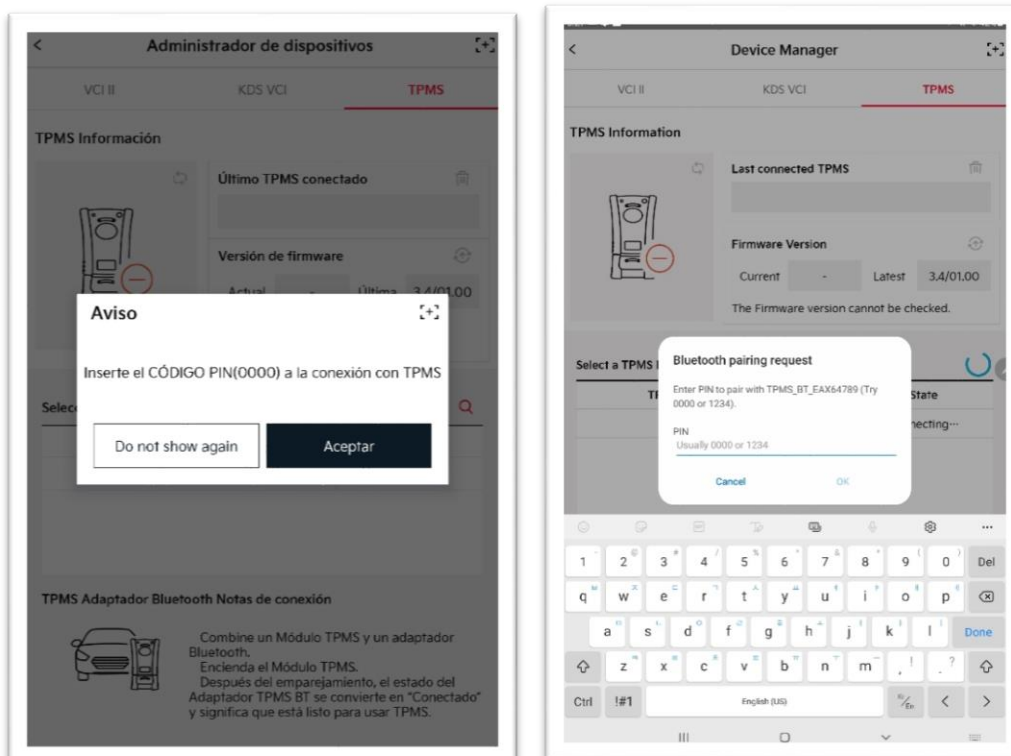 Administrador de dispositivos
VCI II KDS VCI TPMS
TPMS Información
Último TPMS conectado
Versión de firmware
Actual - Última 3.4/01.00
Aviso
Inserte el CÓDIGO PIN(0000) a la conexión con TPMS
Selec
Do not show again Aceptar
TPMS Adaptador Bluetooth Notas de conexión
Combine un Módulo TPMS y un adaptador
Bluetooth.
Encienda el Módulo TPMS.
Después del emparejamiento, el estado del
Adaptador TPMS BT se convierte en "Conectado"
y significa que está listo para usar TPMS.
Device Manager
VCI II KDS VCI TPMS
TPMS Information
Last connected TPMS
Firmware Version
Current - Latest 3.4/01.00
The Firmware version cannot be checked.
Select a TPMS
Bluetooth pairing request
Enter PIN to pair with TPMS_BT_EAX64789 (Try
0000 or 1234).
State
necting...
PIN
Usually 0000 or 1234
Cancel OK
1 2 3 4 5 6 7 8 9 0 Del
q w e r t y u i o p
a s d f g h j k l Done
z x c v b n m , ! . ?
Ctrl !#1 English (US) < >